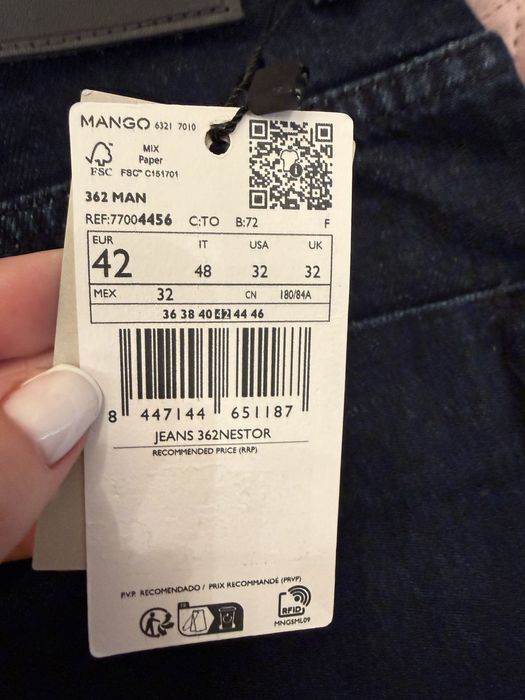 MANGO 6321 7010
MIX
Paper
FSC FSC™ C151701
362 MAN
REF:77004456 C:TO B:72 F
EUR IT USA UK
42 48 32 32
MEX 32 CN 180/84A
36 38 40 42 44 46
8 447144 651187
JEANS 362NESTOR
RECOMMENDED PRICE (RRP)
P.V.P. RECOMENDADO / PRIX RECOMMANDÉ (PRVP)
RFID
MNGSML09